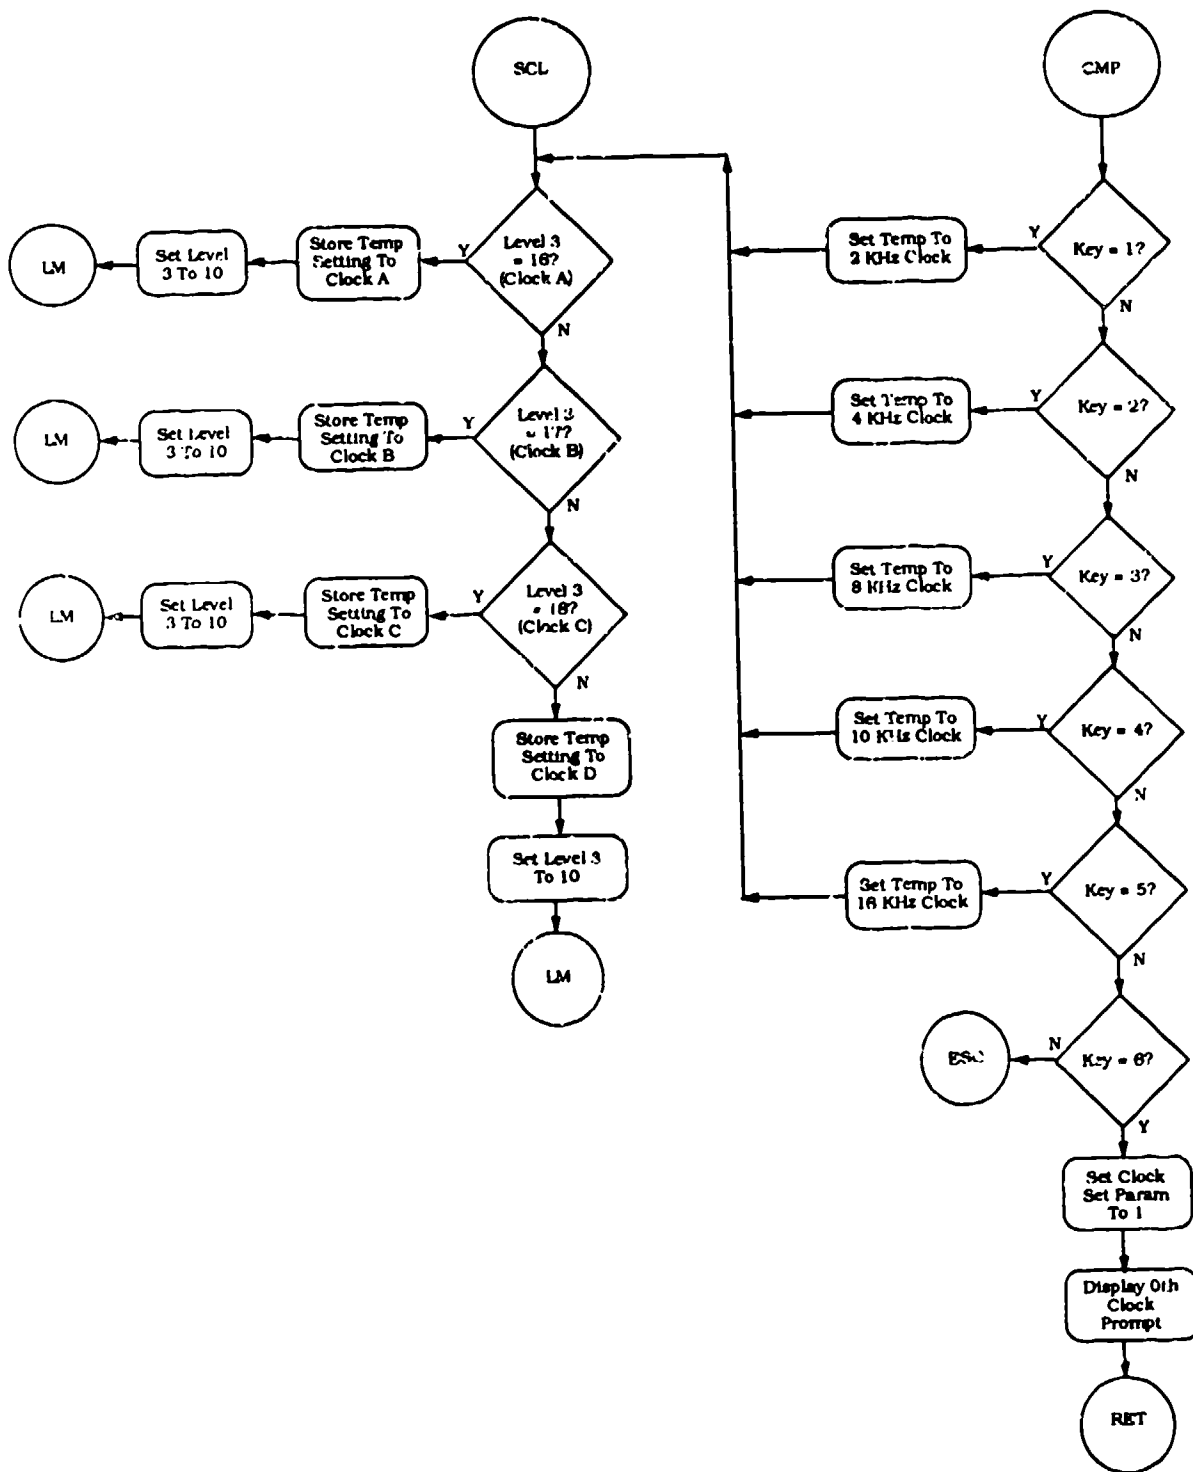 SCL
CMP
Level 3
= 16?
(Clock A)
Y
N
Store Temp
Setting To
Clock A
Set Level
3 To 10
LM
Level 3
= 17?
(Clock B)
Y
N
Store Temp
Setting To
Clock B
Set Level
3 To 10
LM
Level 3
= 18?
(Clock C)
Y
N
Store Temp
Setting To
Clock C
Set Level
3 To 10
LM
Store Temp
Setting To
Clock D
Set Level 3
To 10
LM
Key = 1?
Y
N
Set Temp To
2 KHz Clock
Key = 2?
Y
N
Set Temp To
4 KHz Clock
Key = 3?
Y
N
Set Temp To
8 KHz Clock
Key = 4?
Y
N
Set Temp To
10 KHz Clock
Key = 5?
Y
N
Set Temp To
16 KHz Clock
Key = 6?
N
Y
ESC
Set Clock
Set Param
To 1
Display 0th
Clock
Prompt
RET